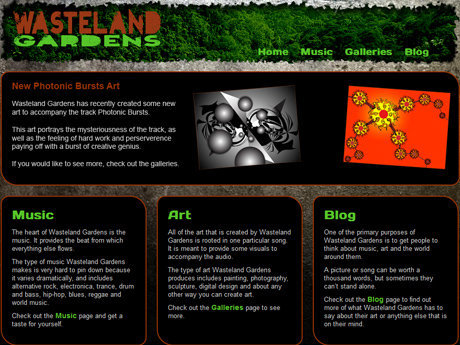 WASTELAND
GARDENS
Home Music Galleries Blog
New Photonic Bursts Art
Wasteland Gardens has recently created some new
art to accompany the track Photonic Bursts.
This art portrays the mysteriousness of the track, as
well as the feeling of hard work and perserverence
paying off with a burst of creative genius.
If you would like to see more, check out the galleries.
Music
The heart of Wasteland Gardens is the
music. It provides the beat from which
everything else flows.
The type of music Wasteland Gardens
makes is very hard to pin down because
it varies dramatically, and includes
alternative rock, electronica, trance, drum
and bass, hip-hop, blues, reggae and
world music.
Check out the Music page and get a
taste for yourself.
Art
All of the art that is created by Wasteland
Gardens is rooted in one particular song.
It is meant to provide some visuals to
accompany the audio.
The type of art Wasteland Gardens
produces includes painting, photography,
sculpture, digital design and about any
other way you can create art.
Check out the Galleries page to see
more.
Blog
One of the primary purposes of
Wasteland Gardens is to get people to
think about music, art and the world
around them.
A picture or song can be worth a
thousand words, but sometimes they
can't stand alone.
Check out the Blog page to find out
more of what Wasteland Gardens has to
say about their art or anything else that is
on their mind.